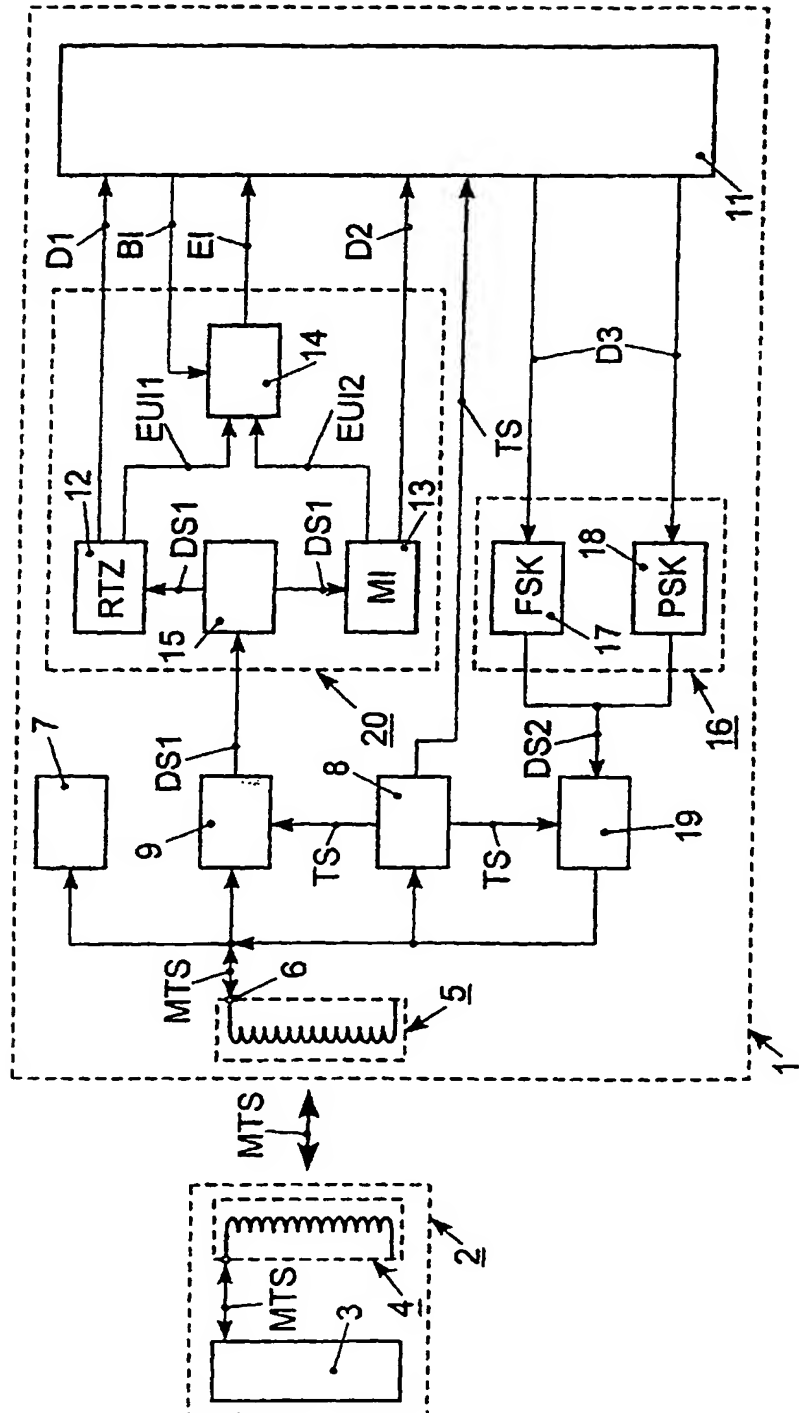 D1
BI
EI
D2
TS
D3
11
12
RTZ
EUI1
DS1
14
15
DS1
EUI2
MI
13
20
7
DS1
9
TS
8
TS
FSK
17
18
PSK
16
DS2
19
MTS
6
5
1
MTS
MTS
3
4
2